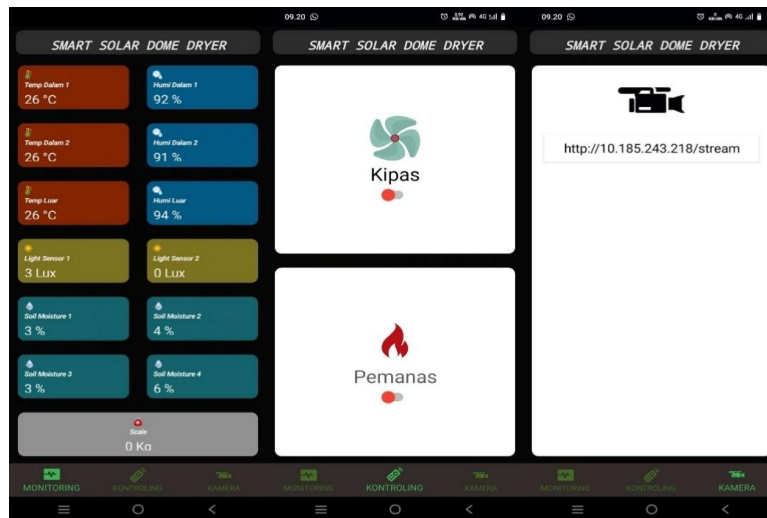 SMART SOLAR DOME DRYER
Temp Dalam 1
26 °C
Humi Dalam 1
92 %
Temp Dalam 2
26 °C
Humi Dalam 2
91 %
Temp Luar
26 °C
Humi Luar
94 %
Light Sensor 1
3 Lux
Light Sensor 2
0 Lux
Soil Moisture 1
3 %
Soil Moisture 2
4 %
Soil Moisture 3
3 %
Soil Moisture 4
6 %
Scale
0 Kg
MONITORING
KONTROLING
KAMERA
09.20
4G
SMART SOLAR DOME DRYER
Kipas
Pemanas
MONITORING
KONTROLING
KAMERA
09.20
4G
SMART SOLAR DOME DRYER
http://10.185.243.218/stream
MONITORING
KONTROLING
KAMERA